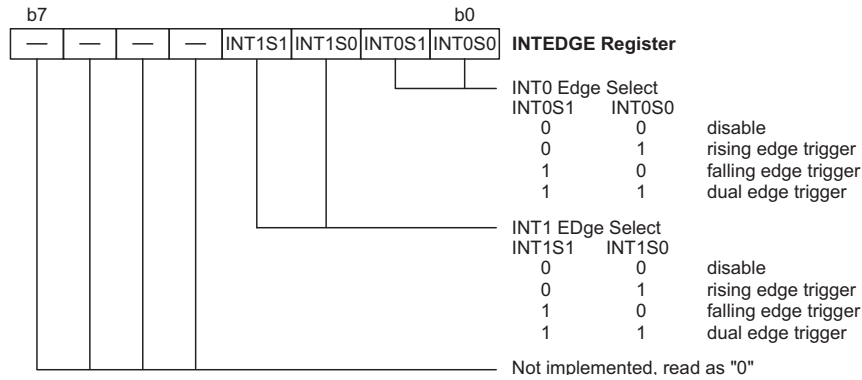 b7 b0
— — — — INT1S1 INT1S0 INT0S1 INT0S0 INTEDGE Register
INT0 Edge Select
INT0S1 INT0S0
0 0 disable
0 1 rising edge trigger
1 0 falling edge trigger
1 1 dual edge trigger
INT1 EDge Select
INT1S1 INT1S0
0 0 disable
0 1 rising edge trigger
1 0 falling edge trigger
1 1 dual edge trigger
Not implemented, read as "0"